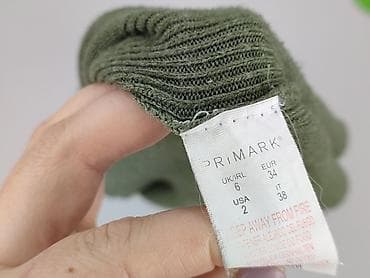 PRIMARK
UK/IRL EUR
6 34
USA IT
2 38
KEEP AWAY FROM FIRE